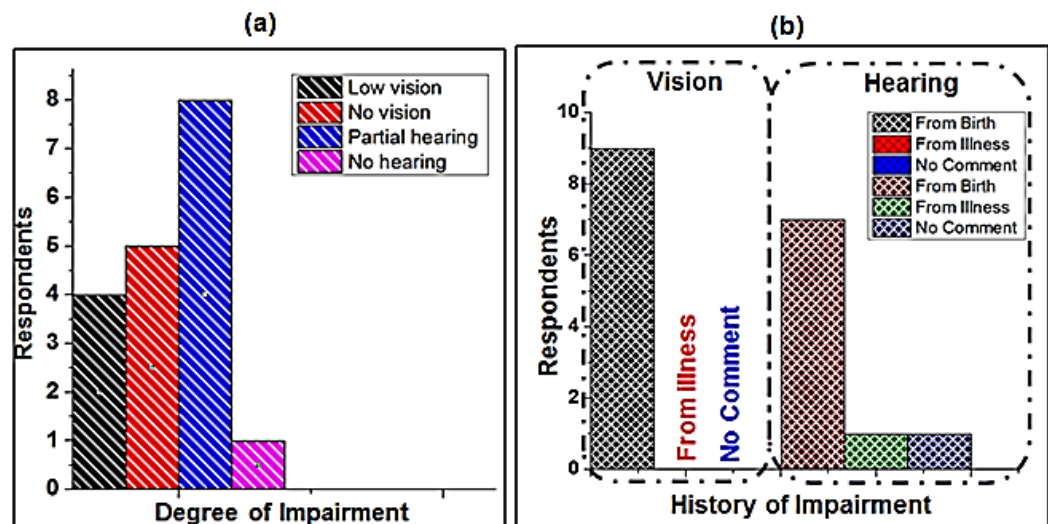 (a)
Low vision
No vision
Partial hearing
No hearing
Respondents
8
7
6
5
4
3
2
1
0
Degree of Impairment
(b)
Vision
Hearing
From Birth
From Illness
No Comment
From Birth
From Illness
No Comment
Respondents
10
8
6
4
2
0
From Illness
No Comment
History of Impairment